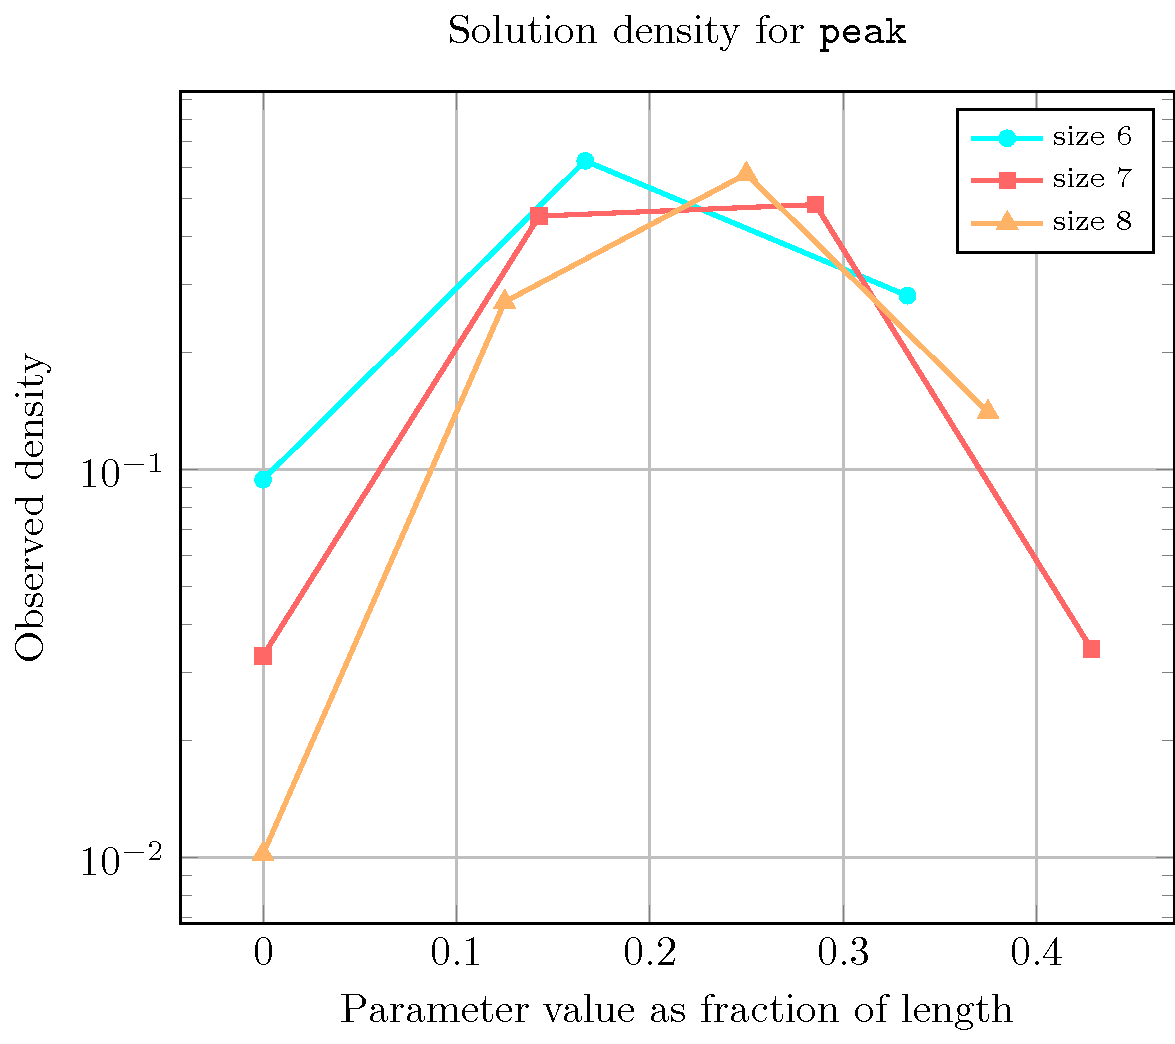 Solution density for peak
size 6
size 7
size 8
Observed density
10⁻¹
10⁻²
0 0.1 0.2 0.3 0.4
Parameter value as fraction of length